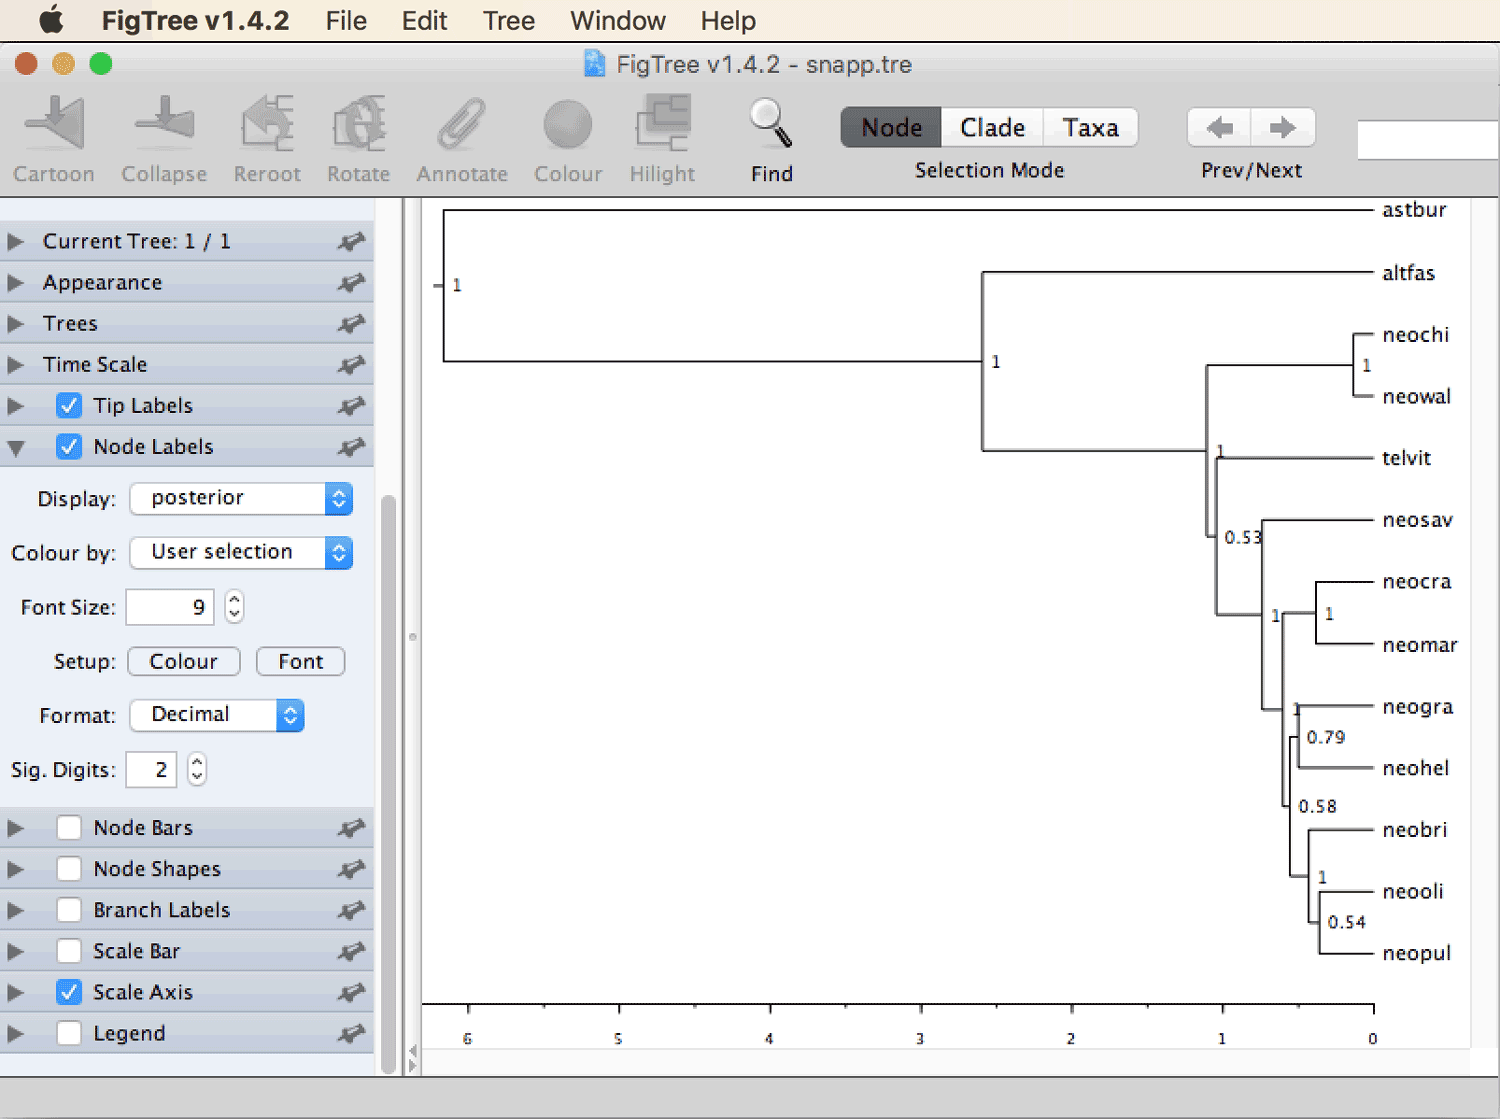 FigTree v1.4.2 File Edit Tree Window Help
FigTree v1.4.2 - snapp.tre
Cartoon Collapse Reroot Rotate Annotate Colour Hilight Find
Node Clade Taxa
Selection Mode
Prev/Next
Current Tree: 1 / 1
Appearance
Trees
Time Scale
Tip Labels
Node Labels
Display: posterior
Colour by: User selection
Font Size: 9
Setup: Colour Font
Format: Decimal
Sig. Digits: 2
Node Bars
Node Shapes
Branch Labels
Scale Bar
Scale Axis
Legend
astbur
1
altfas
neochi
1
1
neowal
1
telvit
neosav
0.53
neocra
1
1
neomar
neogra
1
0.79
neohel
0.58
neobri
1
neooli
0.54
neopul
6 5 4 3 2 1 0